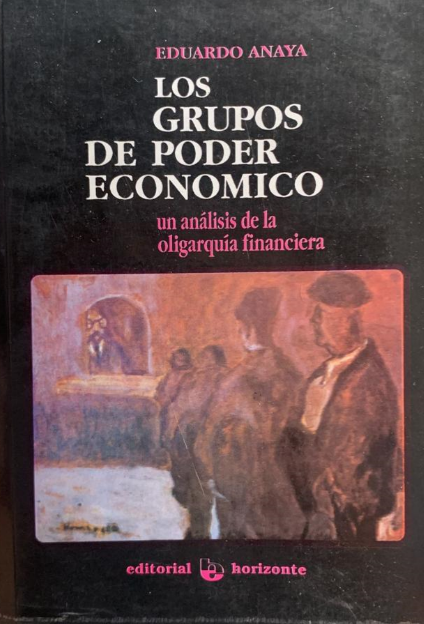 EDUARDO ANAYA
LOS
GRUPOS
DE PODER
ECONOMICO
un análisis de la
oligarquía financiera
editorial horizonte